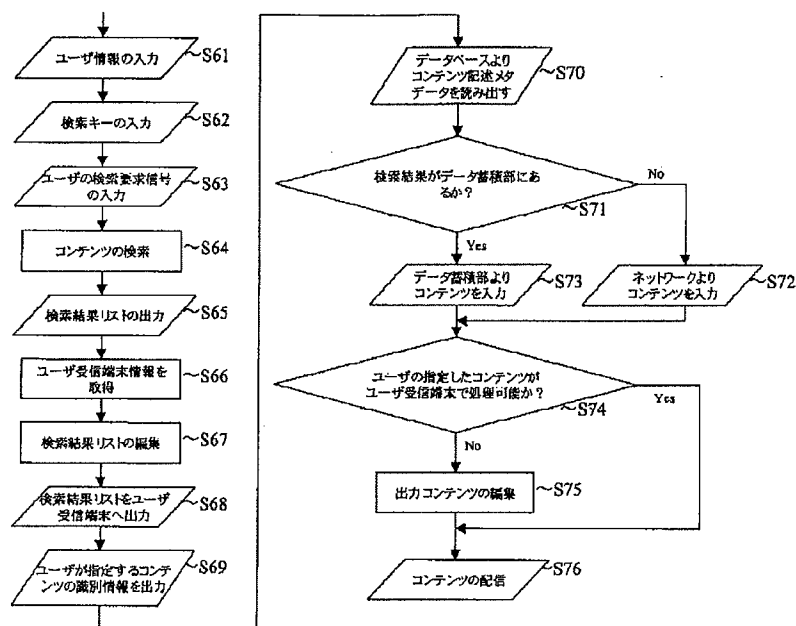 ユーザ情報の入力
S61
検索キーの入力
S62
ユーザの検索要求信号
の入力
S63
コンテンツの検索
S64
検索結果リストの出力
S65
ユーザ受信端末情報を
取得
S66
検索結果リストの編集
S67
検索結果リストをユーザ
受信端末へ出力
S68
ユーザが指定するコンテ
ンツの識別情報を出力
S69
データベースより
コンテンツ記述メタ
データを読み出す
S70
検索結果がデータ蓄積部にあ
るか？
S71
No
Yes
データ蓄積部より
コンテンツを入力
S73
ネットワークより
コンテンツを入力
S72
ユーザの指定したコンテンツが
ユーザ受信端末で処理可能か？
S74
Yes
No
出力コンテンツの編集
S75
コンテンツの配信
S76